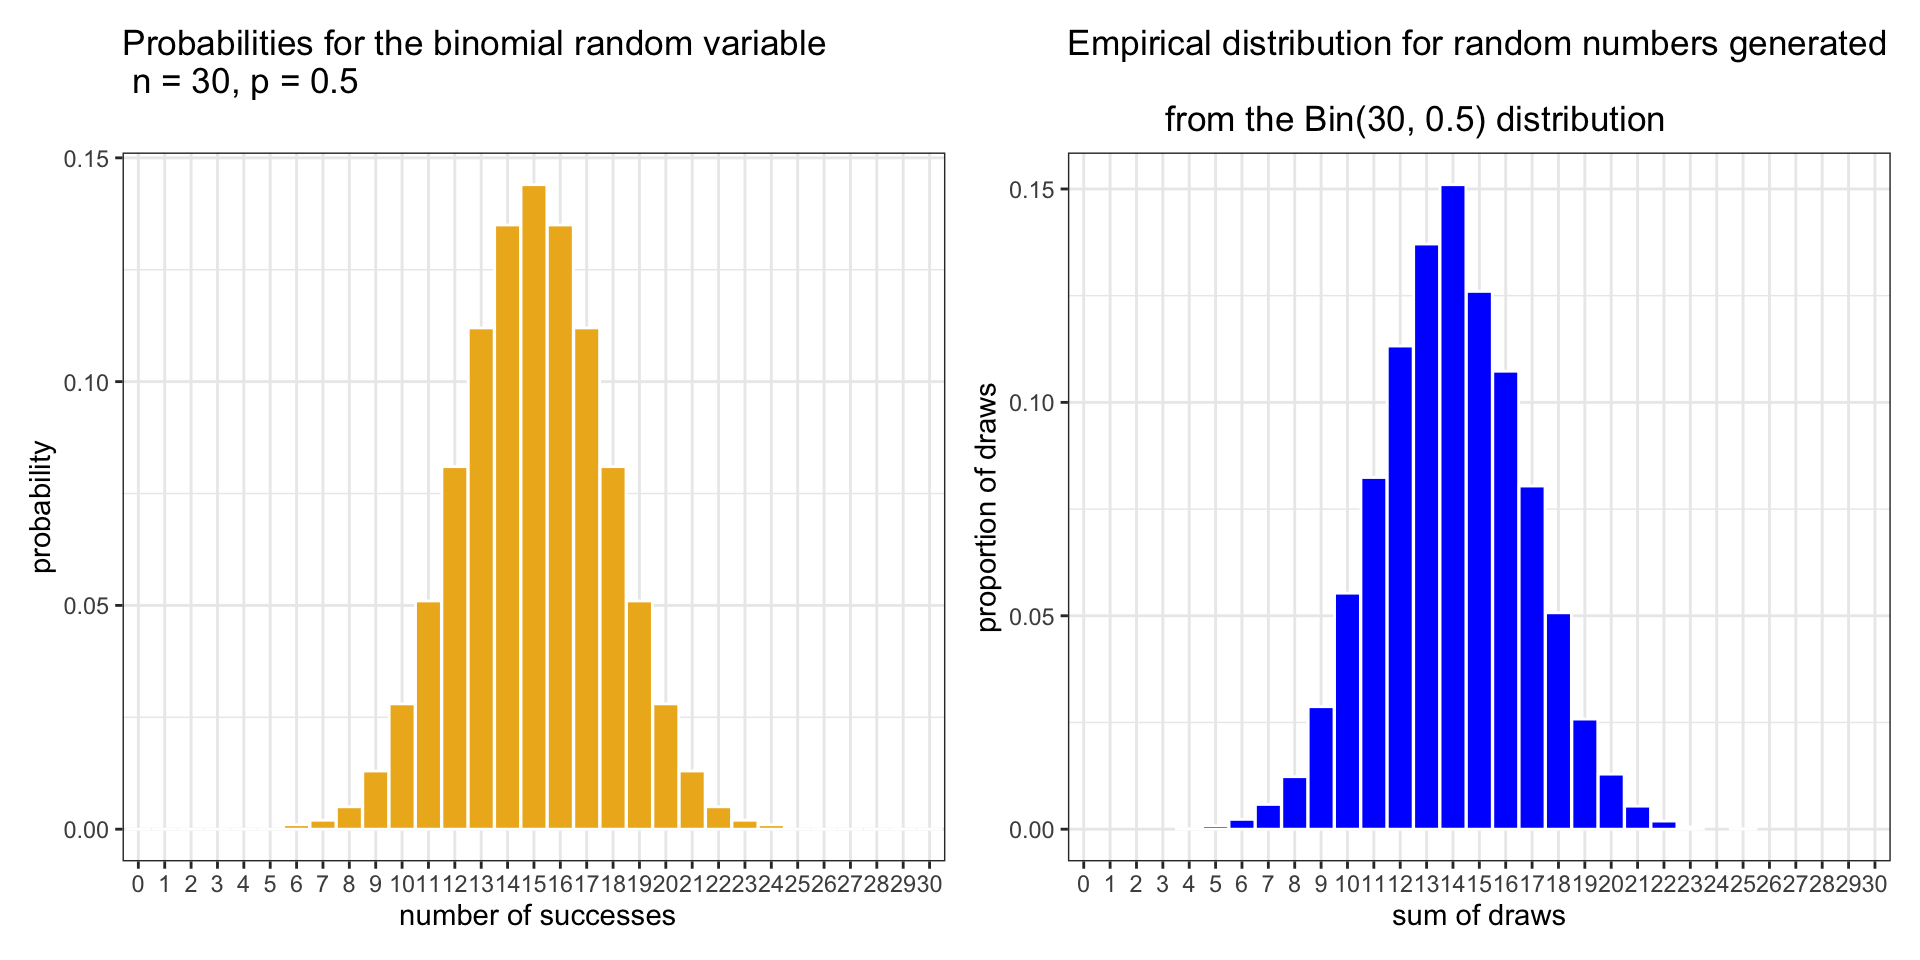 Probabilities for the binomial random variable
n = 30, p = 0.5
probability
0.15
0.10
0.05
0.00
0 1 2 3 4 5 6 7 8 9 10 11 12 13 14 15 16 17 18 19 20 21 22 23 24 25 26 27 28 29 30
number of successes
Empirical distribution for random numbers generated
from the Bin(30, 0.5) distribution
proportion of draws
0.15
0.10
0.05
0.00
0 1 2 3 4 5 6 7 8 9 10 11 12 13 14 15 16 17 18 19 20 21 22 23 24 25 26 27 28 29 30
sum of draws